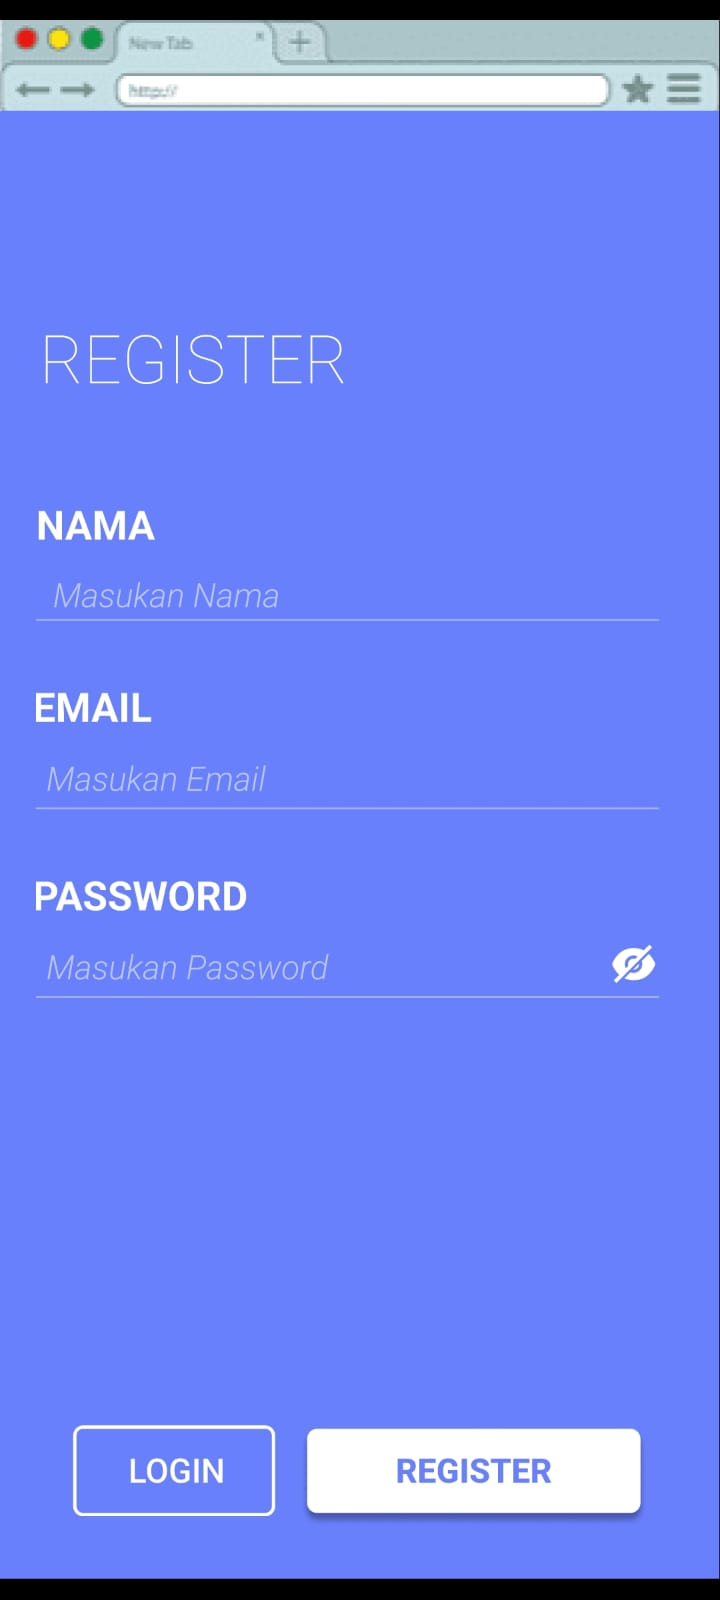 New Tab
http://
REGISTER
NAMA
Masukan Nama
EMAIL
Masukan Email
PASSWORD
Masukan Password
LOGIN
REGISTER